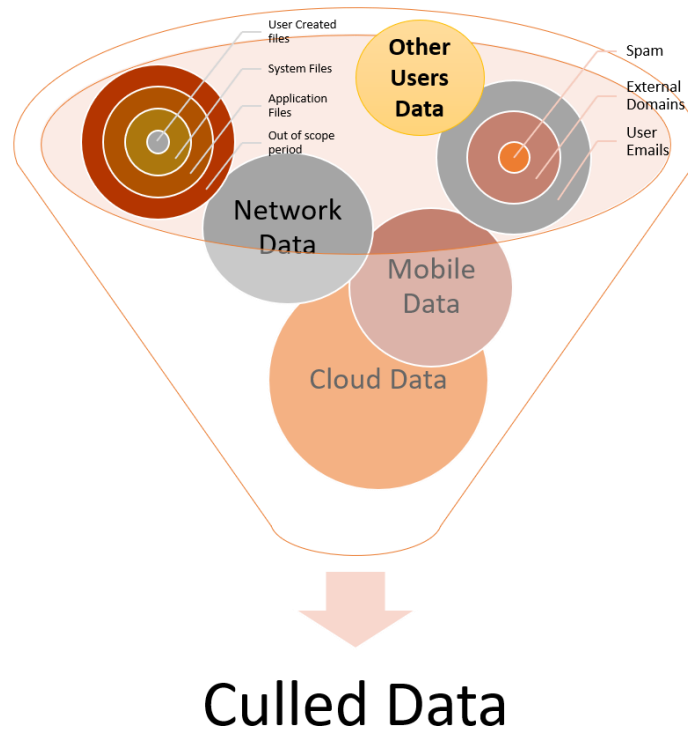 User Created
files
System Files
Application
Files
Out of scope
period
Other
Users
Data
Spam
External
Domains
User
Emails
Network
Data
Mobile
Data
Cloud Data
Culled Data